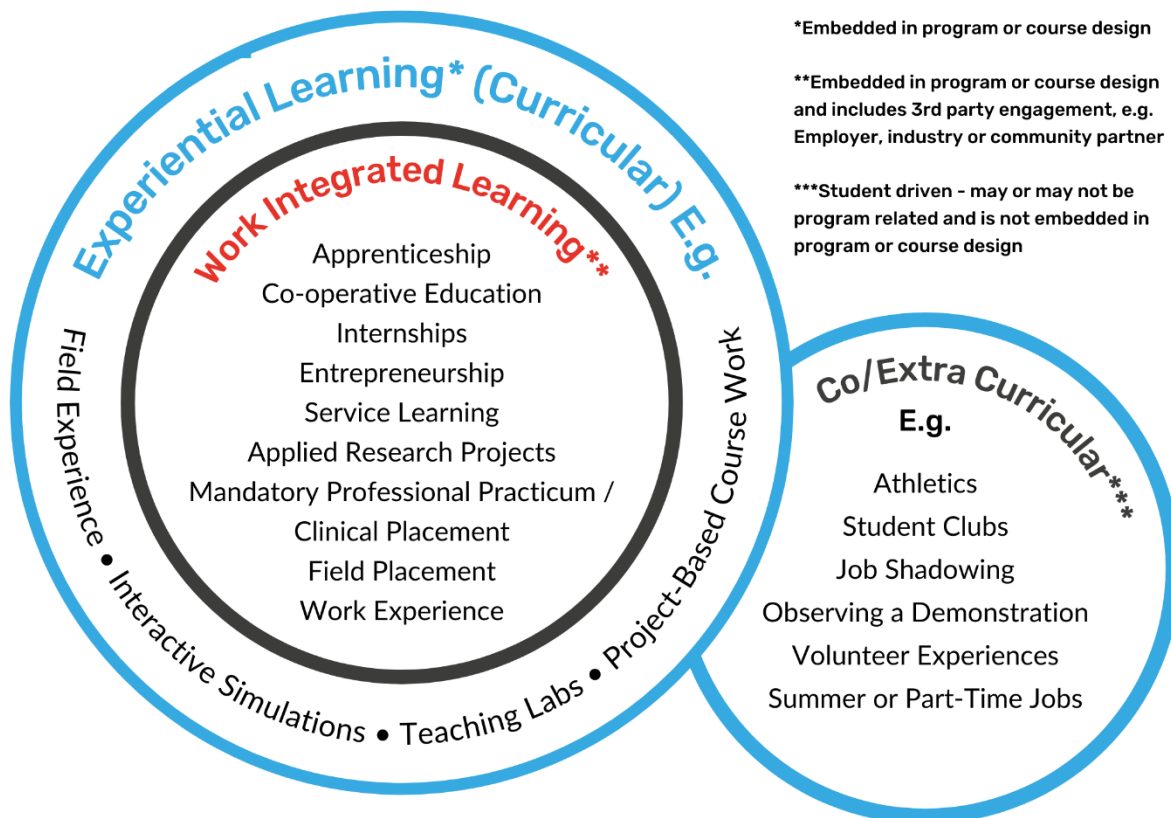 Experiential Learning* (Curricular) E.g.
Work Integrated Learning**
Apprenticeship
Co-operative Education
Internships
Entrepreneurship
Service Learning
Applied Research Projects
Mandatory Professional Practicum /
Clinical Placement
Field Placement
Work Experience
Field Experience • Interactive Simulations • Teaching Labs • Project-Based Course Work
*Embedded in program or course design
**Embedded in program or course design
and includes 3rd party engagement, e.g.
Employer, industry or community partner
***Student driven - may or may not be
program related and is not embedded in
program or course design
Co/Extra Curricular***
E.g.
Athletics
Student Clubs
Job Shadowing
Observing a Demonstration
Volunteer Experiences
Summer or Part-Time Jobs